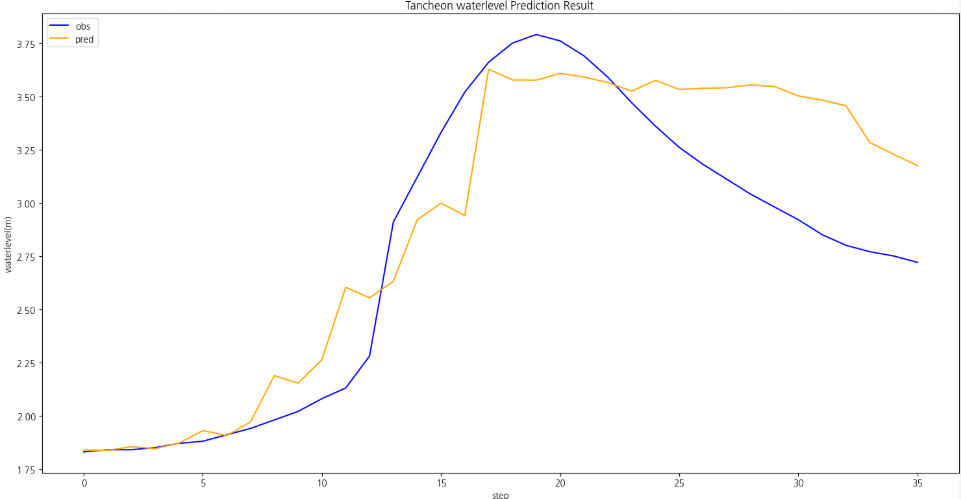 Tancheon waterlevel Prediction Result
obs
pred
waterlevel(m)
3.75
3.50
3.25
3.00
2.75
2.50
2.25
2.00
1.75
0 5 10 15 20 25 30 35
step